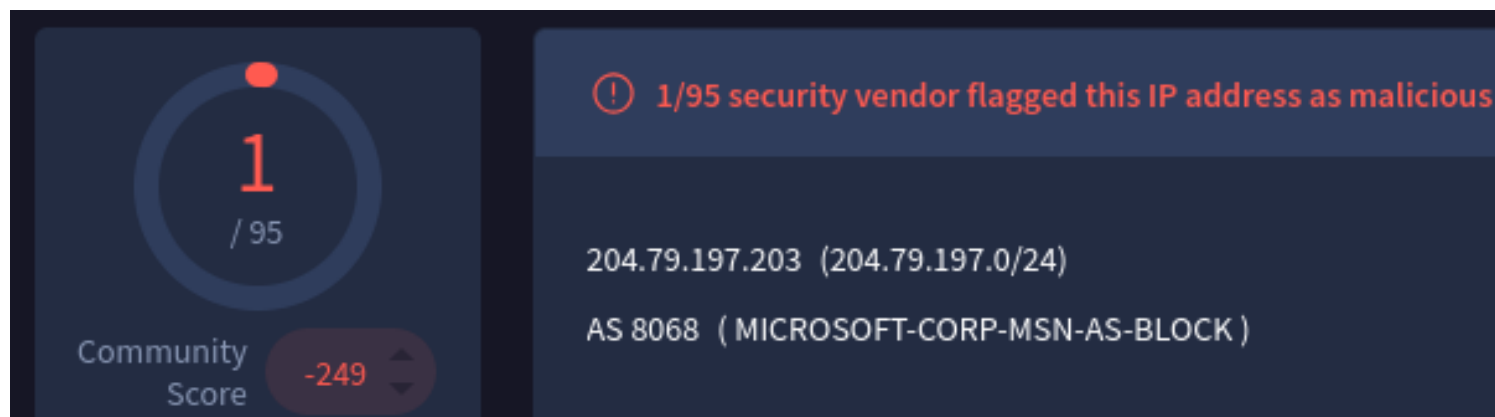 1
/ 95
Community
Score
-249
1/95 security vendor flagged this IP address as malicious
204.79.197.203 (204.79.197.0/24)
AS 8068 ( MICROSOFT-CORP-MSN-AS-BLOCK )